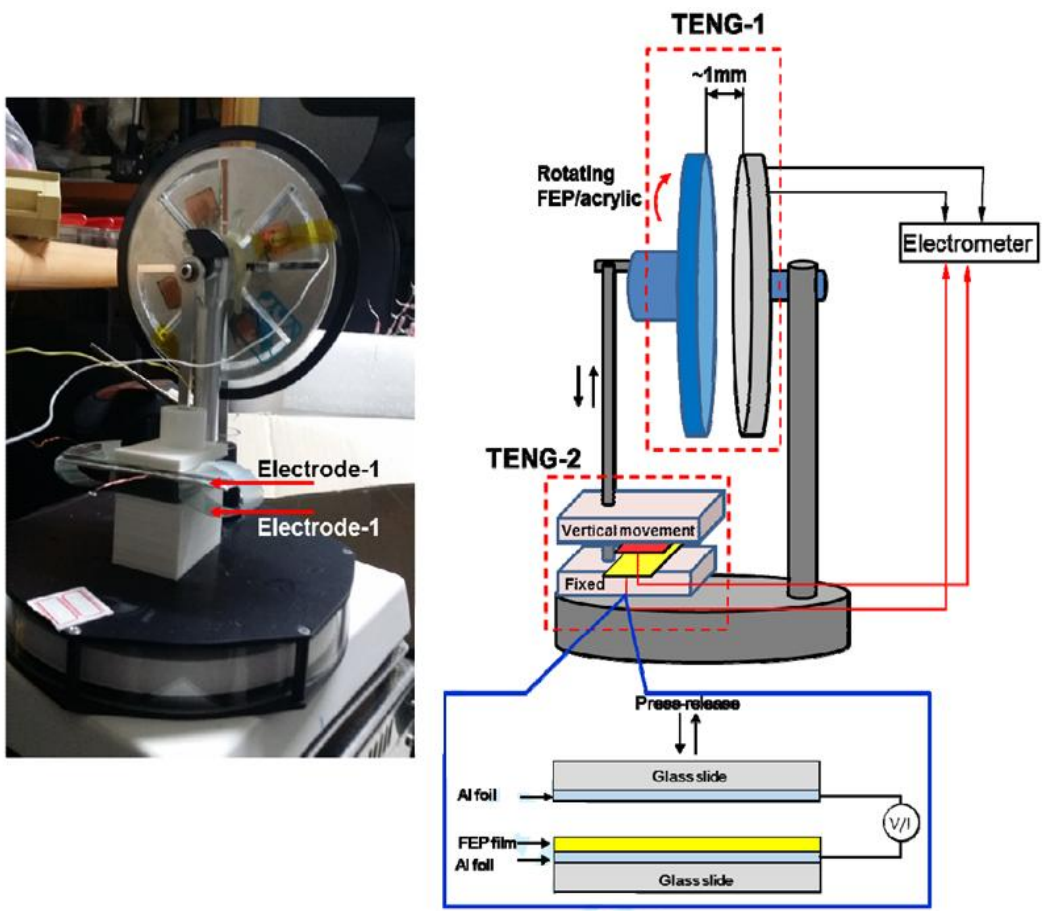 TENG-1
~1mm
Rotating
FEP/acrylic
Electrometer
TENG-2
Electrode-1
Electrode-1
Vertical movement
Fixed
Press-release
Glass slide
Al foil
V/I
FEP film
Al foil
Glass slide